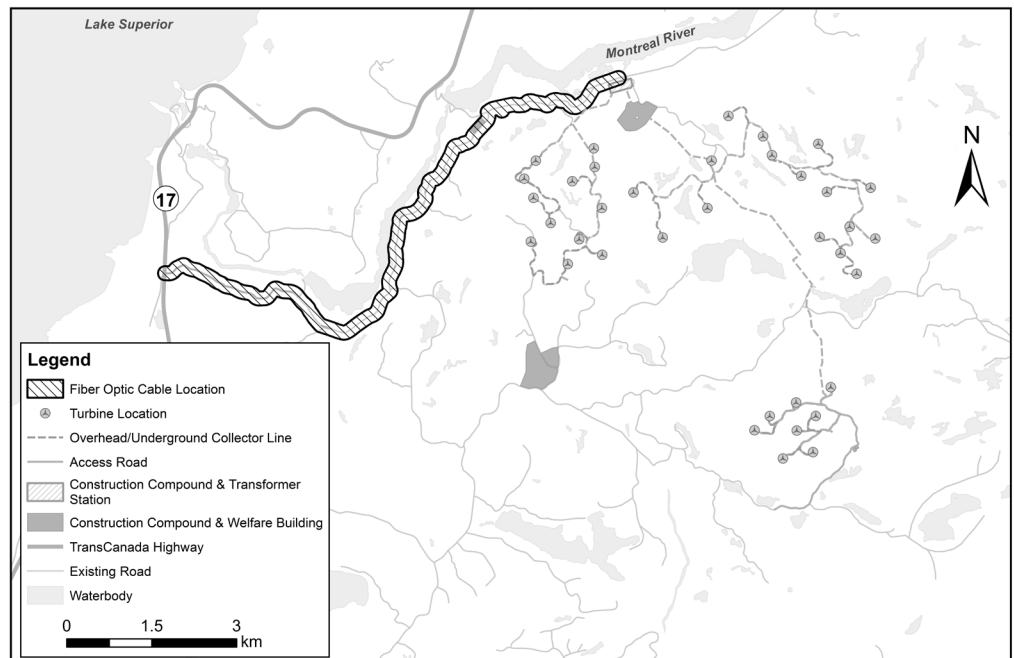 Lake Superior
Montreal River
N
17
Legend
Fiber Optic Cable Location
Turbine Location
Overhead/Underground Collector Line
Access Road
Construction Compound & Transformer
Station
Construction Compound & Welfare Building
TransCanada Highway
Existing Road
Waterbody
0 1.5 3
km